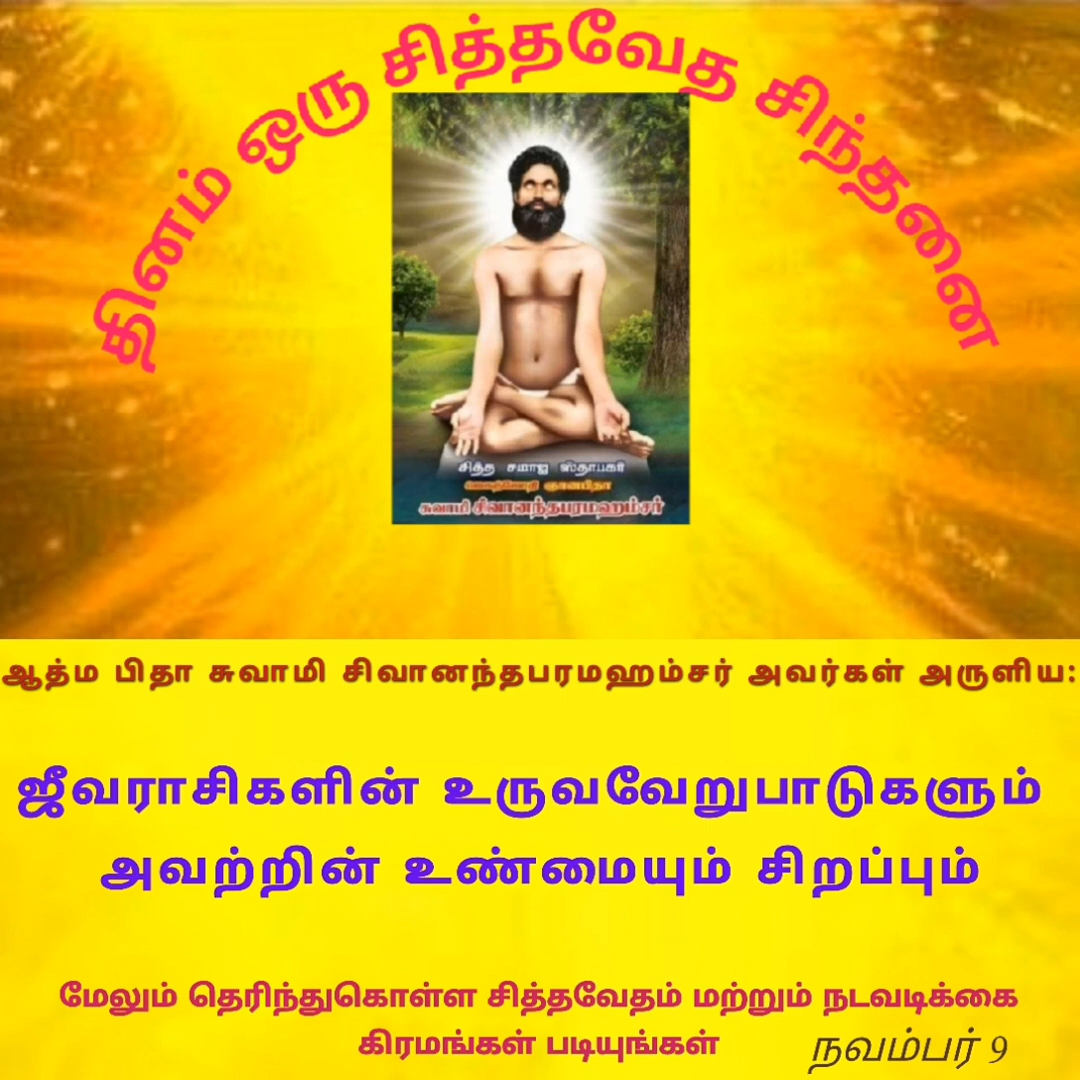 தினம் ஒரு சித்தவேத சிந்தனை
சித்த சமாஜ ஸ்தாபகர்
ஞானபிதா
சுவாமி சிவானந்தபரமஹம்சர்
ஆத்ம பிதா சுவாமி சிவானந்தபரமஹம்சர் அவர்கள் அருளிய:
ஜீவராசிகளின் உருவவேறுபாடுகளும்
அவற்றின் உண்மையும் சிறப்பும்
மேலும் தெரிந்துகொள்ள சித்தவேதம் மற்றும் நடவடிக்கை
கிரமங்கள் படியுங்கள்
நவம்பர் 9